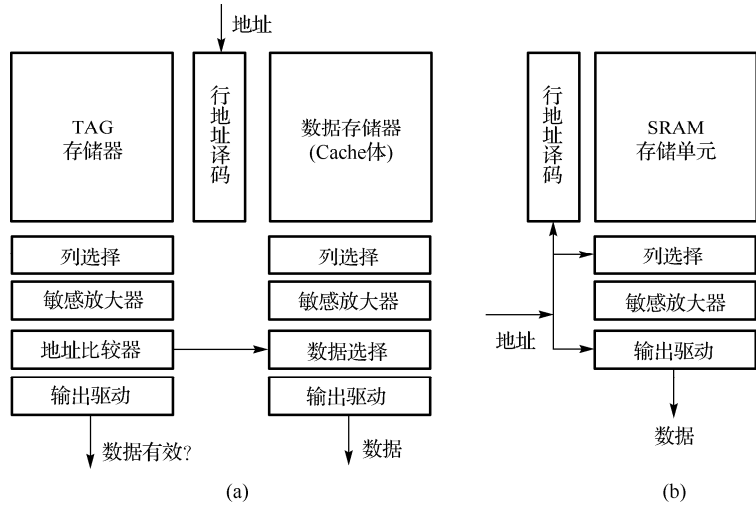 地址
TAG
存储器
行地址译码
数据存储器
(Cache体)
行地址译码
SRAM
存储单元
列选择
列选择
列选择
敏感放大器
敏感放大器
敏感放大器
地址
地址比较器
数据选择
输出驱动
输出驱动
输出驱动
数据有效?
数据
数据
(a)
(b)